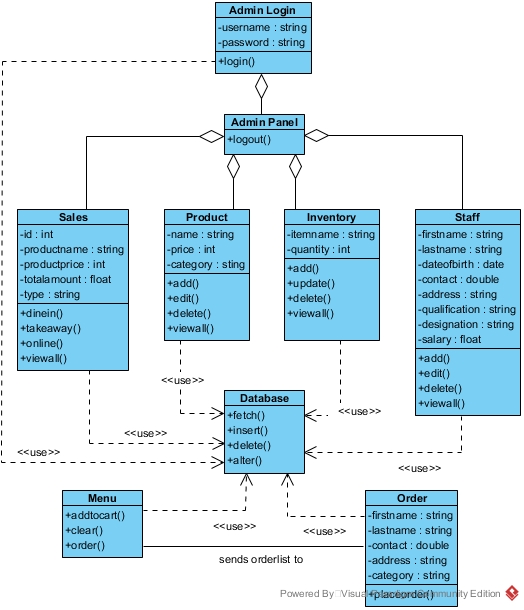 Admin Login
-username : string
-password : string
+login()
Admin Panel
+logout()
Sales
-id : int
-productname : string
-productprice : int
-totalamount : float
-type : string
+dinein()
+takeaway()
+online()
+viewall()
Product
-name : string
-price : int
-category : sting
+add()
+edit()
+delete()
+viewall()
Inventory
-itemname : string
-quantity : int
+add()
+update()
+delete()
+viewall()
Staff
-firstname : string
-lastname : string
-dateofbirth : date
-contact : double
-address : string
-qualification : string
-designation : string
-salary : float
+add()
+edit()
+delete()
+viewall()
<<use>>
<<use>>
Database
+fetch()
+insert()
+delete()
+alter()
<<use>>
<<use>>
<<use>>
Menu
+addtocart()
+clear()
+order()
<<use>>
<<use>>
sends orderlist to
Order
-firstname : string
-lastname : string
-contact : double
-address : string
-category : string
+placeorder()
Powered By Visual Paradigm Community Edition